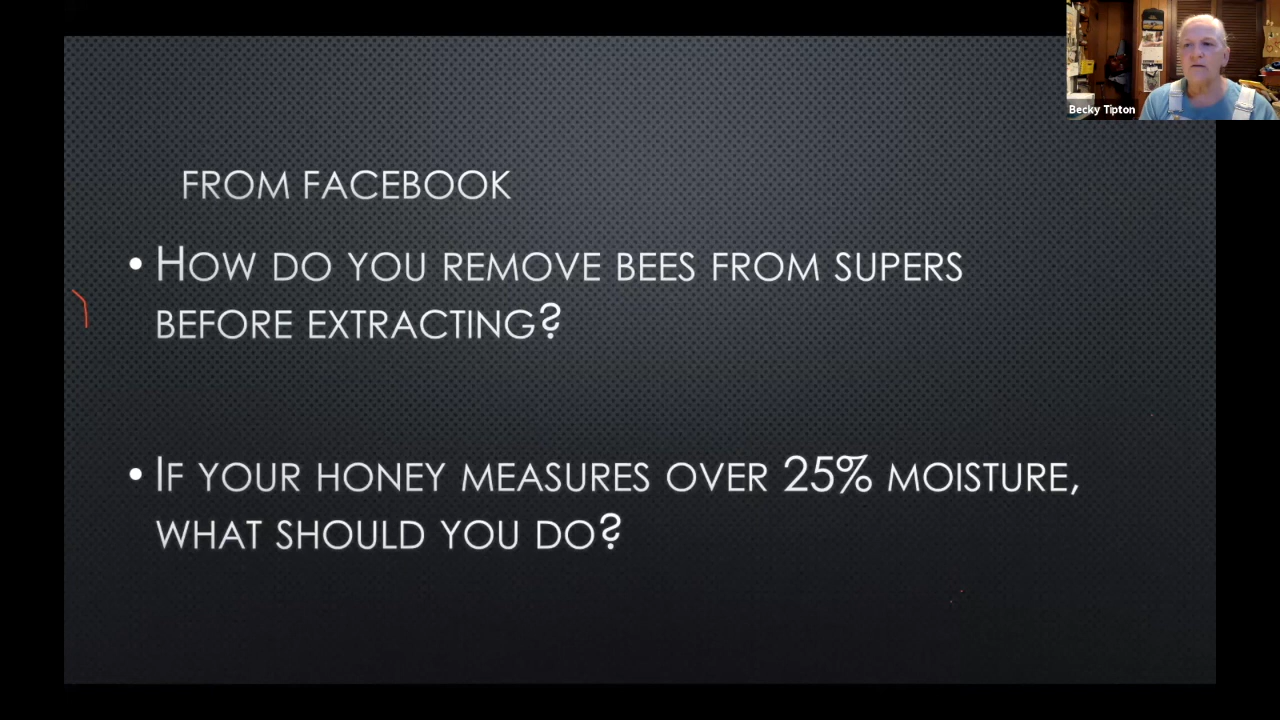 Becky Tipton
FROM FACEBOOK
• HOW DO YOU REMOVE BEES FROM SUPERS
BEFORE EXTRACTING?
• IF YOUR HONEY MEASURES OVER 25% MOISTURE,
WHAT SHOULD YOU DO?